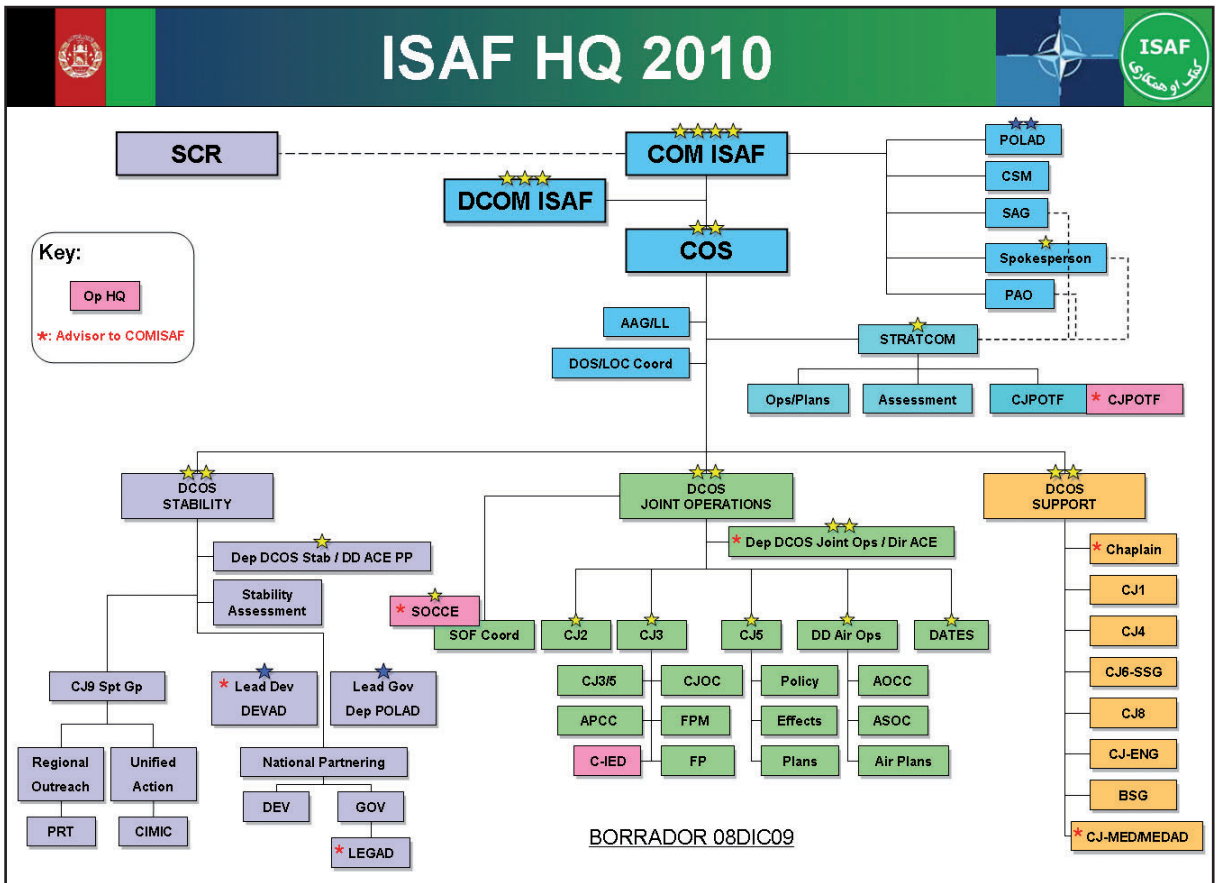 ISAF HQ 2010
ISAF
کمک او همکاري
SCR
COM ISAF
DCOM ISAF
COS
POLAD
CSM
SAG
Spokesperson
PAO
Key:
Op HQ
*: Advisor to COMISAF
AAG/LL
DOS/LOC Coord
STRATCOM
Ops/Plans
Assessment
CJPOTF
* CJPOTF
DCOS
STABILITY
DCOS
JOINT OPERATIONS
DCOS
SUPPORT
Dep DCOS Stab / DD ACE PP
Stability
Assessment
* Dep DCOS Joint Ops / Dir ACE
* SOCCE
SOF Coord
CJ2
CJ3
CJ5
DD Air Ops
DATES
CJ9 Spt Gp
* Lead Dev
DEVAD
Lead Gov
Dep POLAD
CJ3/5
CJOC
Policy
AOCC
APCC
FPM
Effects
ASOC
C-IED
FP
Plans
Air Plans
Regional
Outreach
Unified
Action
National Partnering
PRT
CIMIC
DEV
GOV
* LEGAD
* Chaplain
CJ1
CJ4
CJ6-SSG
CJ8
CJ-ENG
BSG
* CJ-MED/MEDAD
BORRADOR 08DIC09